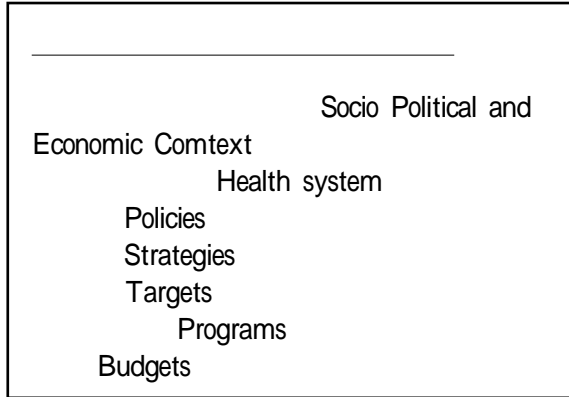 Socio Political and
Economic Comtext
Health system
Policies
Strategies
Targets
Programs
Budgets